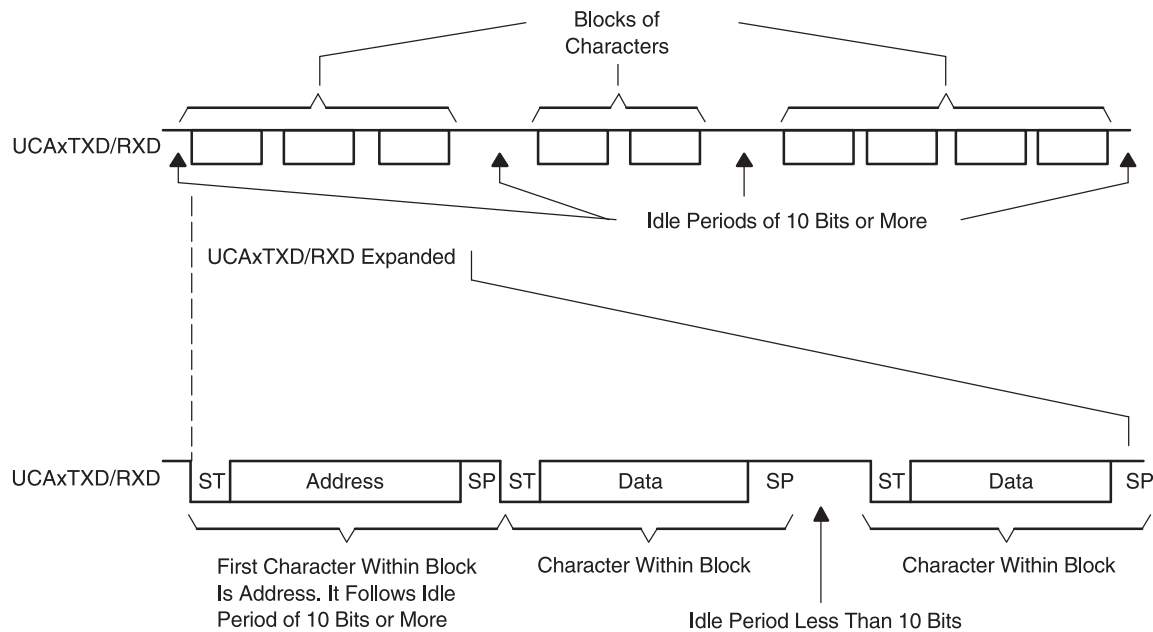 Blocks of
Characters
UCAxTXD/RXD
Idle Periods of 10 Bits or More
UCAxTXD/RXD Expanded
UCAxTXD/RXD
ST
Address
SP
ST
Data
SP
ST
Data
SP
First Character Within Block
Is Address. It Follows Idle
Period of 10 Bits or More
Character Within Block
Character Within Block
Idle Period Less Than 10 Bits